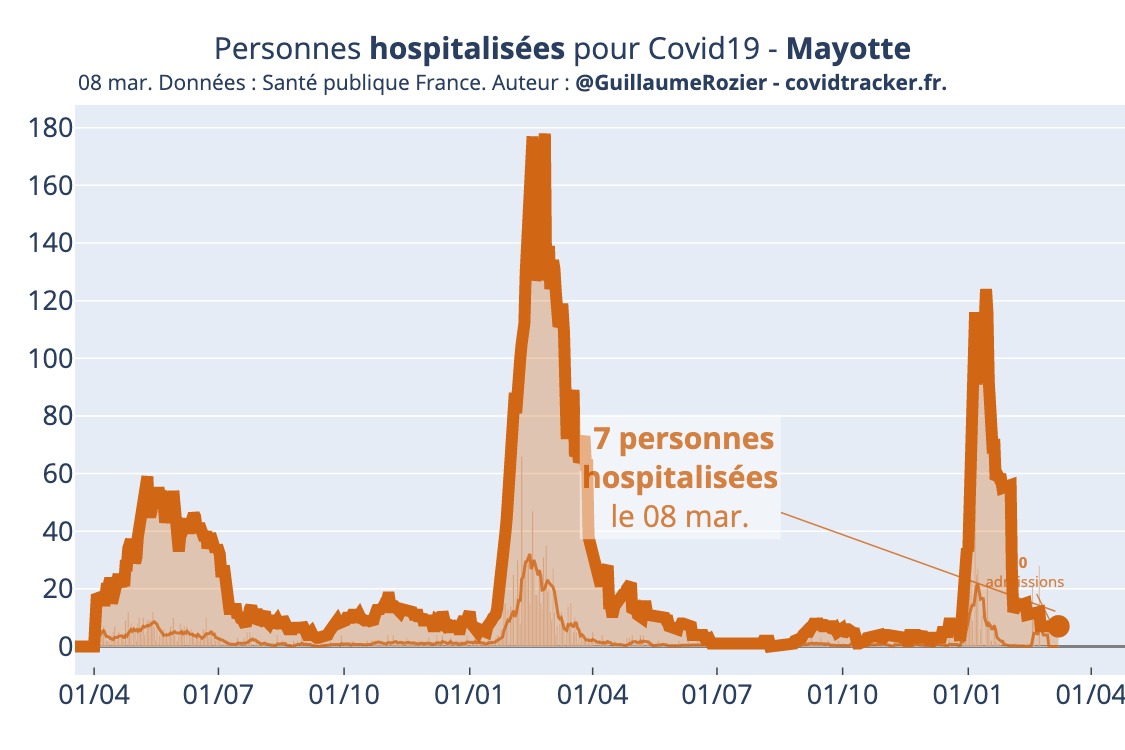 Personnes hospitalisées pour Covid19 - Mayotte
08 mar. Données : Santé publique France. Auteur : @GuillaumeRozier - covidtracker.fr.
180
160
140
120
100
80
60
40
20
0
7 personnes
hospitalisées
le 08 mar.
0
admissions
01/04 01/07 01/10 01/01 01/04 01/07 01/10 01/01 01/04